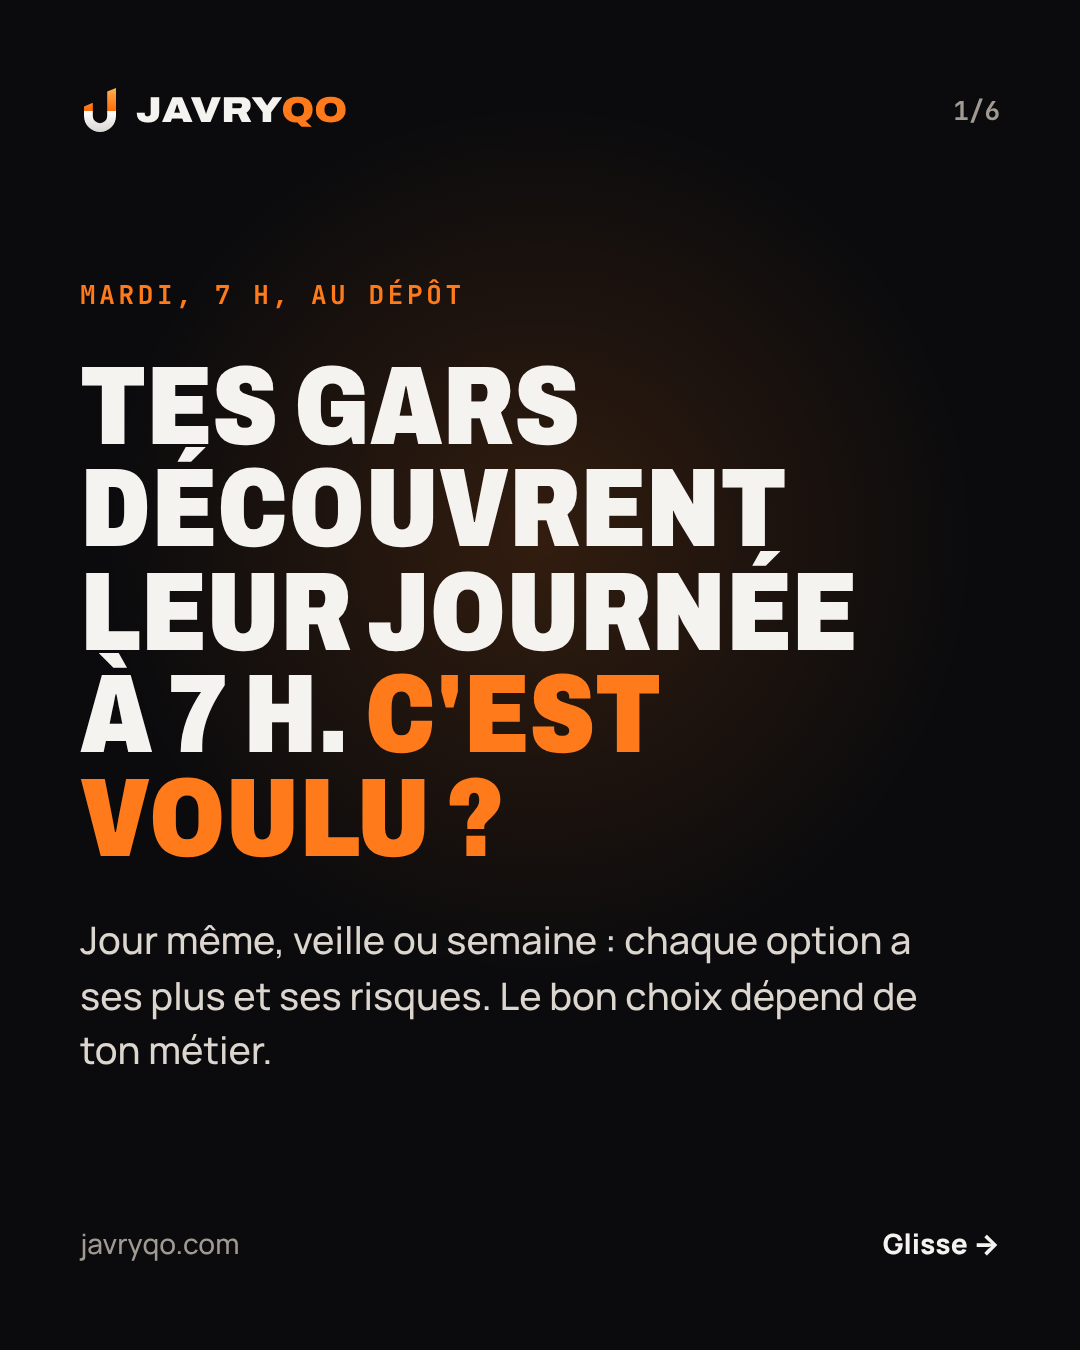 JAVRYQO
1/6
MARDI, 7 H, AU DÉPÔT
TES GARS
DÉCOUVRENT
LEUR JOURNÉE
À 7 H. C'EST
VOULU ?
Jour même, veille ou semaine : chaque option a
ses plus et ses risques. Le bon choix dépend de
ton métier.
javryqo.com
Glisse →